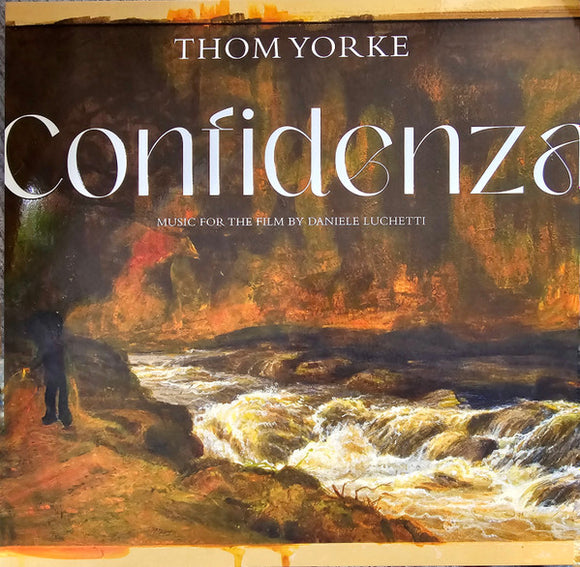 THOM YORKE
Confidenza
MUSIC FOR THE FILM BY DANIELE LUCHETTI